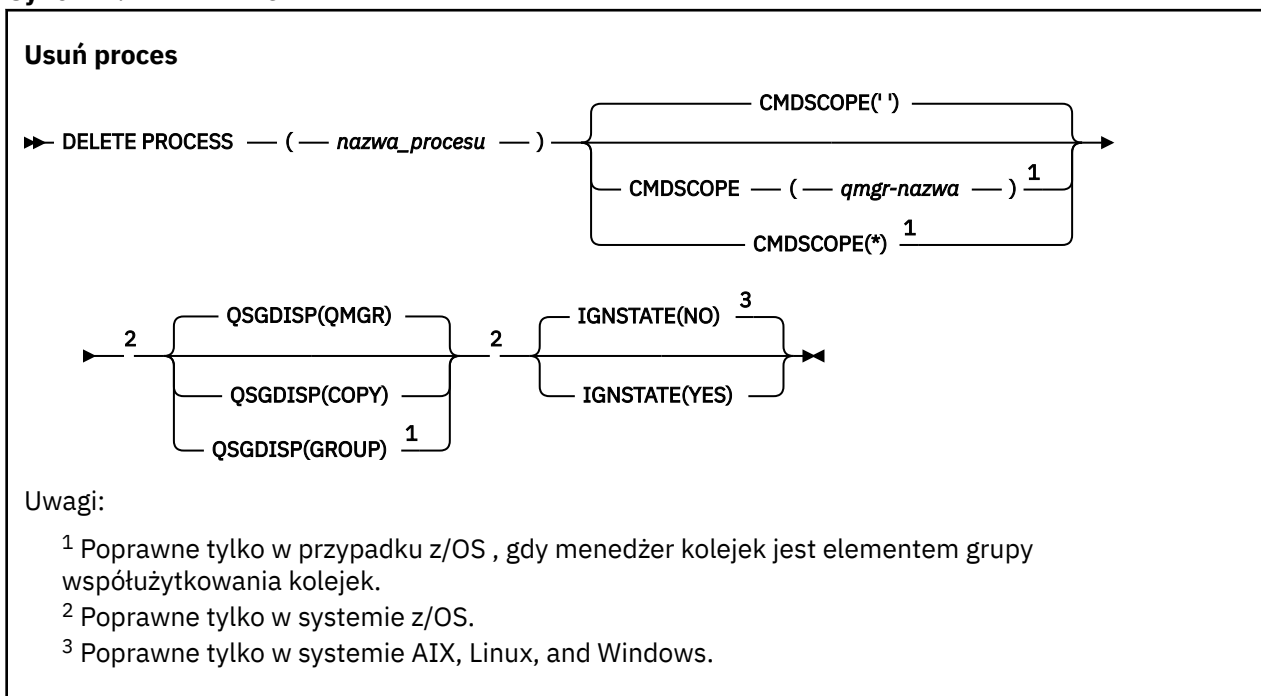 Usuń proces
CMDSCOPE(' ')
DELETE PROCESS ( nazwa_procesu )
CMDSCOPE ( qmgr-nazwa ) 1
CMDSCOPE(*) 1
2 QSGDISP(QMGR) 2 IGNSTATE(NO) 3
QSGDISP(COPY) IGNSTATE(YES)
QSGDISP(GROUP) 1
Uwagi:
1 Poprawne tylko w przypadku z/OS , gdy menedżer kolejek jest elementem grupy
współużytkowania kolejek.
2 Poprawne tylko w systemie z/OS.
3 Poprawne tylko w systemie AIX, Linux, and Windows.